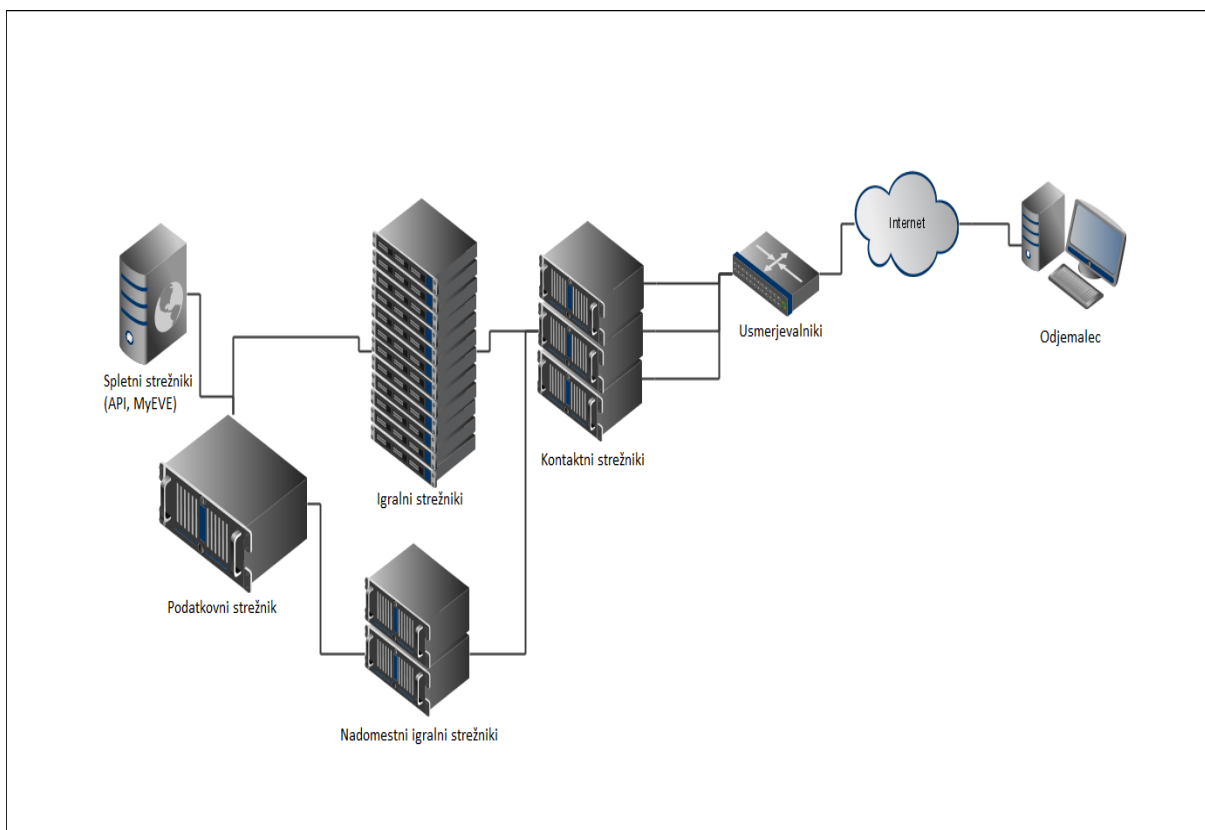 Internet
Usmerjevalniki
Odjemalec
Spletni strežniki
(API, MyEVE)
Kontaktni strežniki
Igralni strežniki
Podatkovni strežnik
Nadomestni igralni strežniki